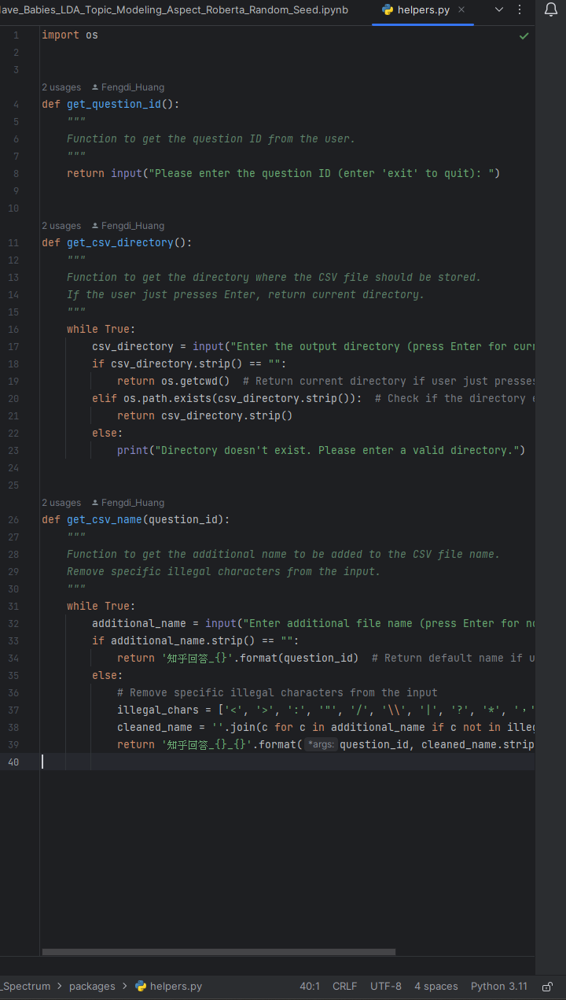 Have_Babies_LDA_Topic_Modeling_Aspect_Roberta_Random_Seed.ipynb helpers.py
1 import os
2
3
2 usages Fengdi_Huang
4 def get_question_id():
5 """
6 Function to get the question ID from the user.
7 """
8 return input("Please enter the question ID (enter 'exit' to quit): ")
9
10
2 usages Fengdi_Huang
11 def get_csv_directory():
12 """
13 Function to get the directory where the CSV file should be stored.
14 If the user just presses Enter, return current directory.
15 """
16 while True:
17 csv_directory = input("Enter the output directory (press Enter for curr
18 if csv_directory.strip() == "":
19 return os.getcwd()  # Return current directory if user just presses
20 elif os.path.exists(csv_directory.strip()):  # Check if the directory e
21 return csv_directory.strip()
22 else:
23 print("Directory doesn't exist. Please enter a valid directory.")
24
25
2 usages Fengdi_Huang
26 def get_csv_name(question_id):
27 """
28 Function to get the additional name to be added to the CSV file name.
29 Remove specific illegal characters from the input.
30 """
31 while True:
32 additional_name = input("Enter additional file name (press Enter for no
33 if additional_name.strip() == "":
34 return '知乎回答_{}'.format(question_id)  # Return default name if u
35 else:
36 # Remove specific illegal characters from the input
37 illegal_chars = ['<', '>', ':', '"', '/', '\\', '|', '?', '*', '，'
38 cleaned_name = ''.join(c for c in additional_name if c not in illeg
39 return '知乎回答_{}_{}'.format( *args: question_id, cleaned_name.strip
40
_Spectrum > packages > helpers.py 40:1 CRLF UTF-8 4 spaces Python 3.11